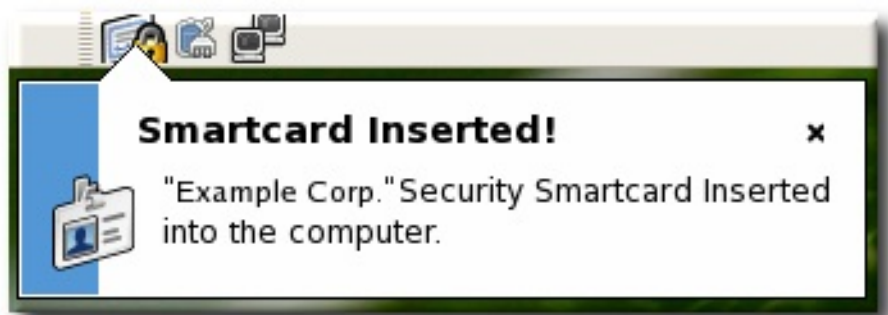 Smartcard Inserted!
"Example Corp."Security Smartcard Inserted
into the computer.